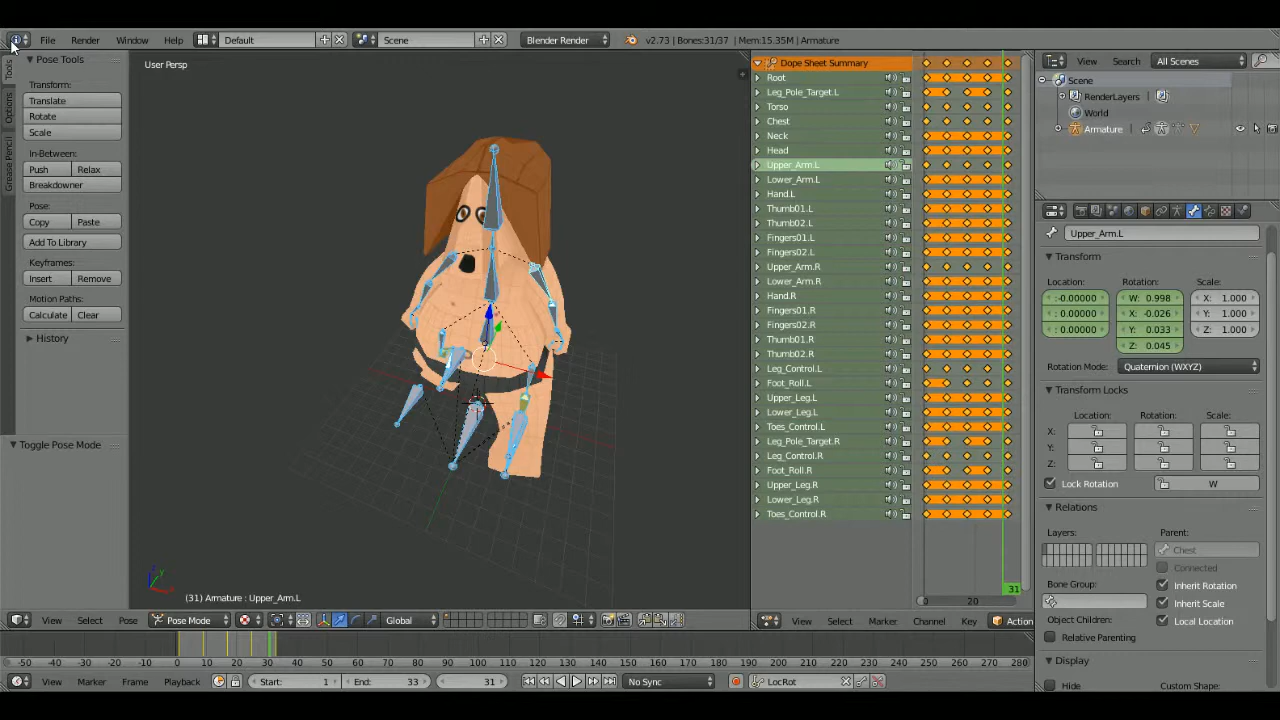 File Render Window Help Default Scene Blender Render v2.73 | Bones:31/37 | Mem:15.35M | Armature
Tools
Options
Grease Pencil
Pose Tools
Transform:
Translate
Rotate
Scale
In-Between:
Push Relax
Breakdowner
Pose:
Copy Paste
Add To Library
Keyframes:
Insert Remove
Motion Paths:
Calculate Clear
History
Toggle Pose Mode
User Persp
(31) Armature : Upper_Arm.L
View Select Pose Pose Mode Global
Dope Sheet Summary
Root
Leg_Pole_Target.L
Torso
Chest
Neck
Head
Upper_Arm.L
Lower_Arm.L
Hand.L
Thumb01.L
Thumb02.L
Fingers01.L
Fingers02.L
Upper_Arm.R
Lower_Arm.R
Hand.R
Fingers01.R
Fingers02.R
Thumb01.R
Thumb02.R
Leg_Control.L
Foot_Roll.L
Upper_Leg.L
Lower_Leg.L
Toes_Control.L
Leg_Pole_Target.R
Leg_Control.R
Foot_Roll.R
Upper_Leg.R
Lower_Leg.R
Toes_Control.R
31
0 20
View Select Marker Channel Key Action
View Search All Scenes
Scene
RenderLayers
World
Armature
Upper_Arm.L
Transform
Location: Rotation: Scale:
:-0.00000 W: 0.998 X: 1.000
: 0.00000 X: -0.026 Y: 1.000
: 0.00000 Y: 0.033 Z: 1.000
Z: 0.045
Rotation Mode: Quaternion (WXYZ)
Transform Locks
Location: Rotation: Scale:
X:
Y:
Z:
Lock Rotation W
Relations
Layers: Parent:
Chest
Connected
Bone Group: Inherit Rotation
Inherit Scale
Object Children: Local Location
Relative Parenting
Display
Hide Custom Shape:
-50 -40 -30 -20 -10 0 10 20 30 40 50 60 70 80 90 100 110 120 130 140 150 160 170 180 190 200 210 220 230 240 250 260 270 280
View Marker Frame Playback Start: 1 End: 33 31 No Sync LocRot